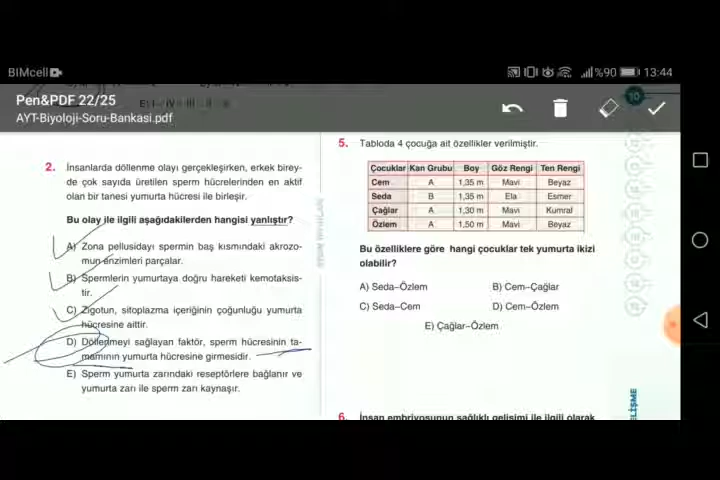 BIMcell
%90
13:44
Pen&PDF 22/25
AYT-Biyoloji-Soru-Bankasi.pdf
10
2. İnsanlarda döllenme olayı gerçekleşirken, erkek birey-
de çok sayıda üretilen sperm hücrelerinden en aktif
olan bir tanesi yumurta hücresi ile birleşir.
Bu olay ile ilgili aşağıdakilerden hangisi yanlıştır?
A) Zona pellusidayı spermin baş kısmındaki akrozo-
mun enzimleri parçalar.
B) Spermlerin yumurtaya doğru hareketi kemotaksis-
tir.
C) Zigotun, sitoplazma içeriğinin çoğunluğu yumurta
hücresine aittir.
D) Döllenmeyi sağlayan faktör, sperm hücresinin ta-
mamının yumurta hücresine girmesidir.
E) Sperm yumurta zarındaki reseptörlere bağlanır ve
yumurta zarı ile sperm zarı kaynaşır.
AYDIN YAYINLARI
5. Tabloda 4 çocuğa ait özellikler verilmiştir.
Çocuklar Kan Grubu Boy Göz Rengi Ten Rengi
Cem A 1,35 m Mavi Beyaz
Seda B 1,35 m Ela Esmer
Çağlar A 1,30 m Mavi Kumral
Özlem A 1,50 m Mavi Beyaz
Bu özelliklere göre hangi çocuklar tek yumurta ikizi
olabilir?
A) Seda–Özlem B) Cem–Çağlar
C) Seda–Cem D) Cem–Özlem
E) Çağlar–Özlem
6. İnsan embriyosunun sağlıklı gelişimi ile ilgili olarak
ELİŞME